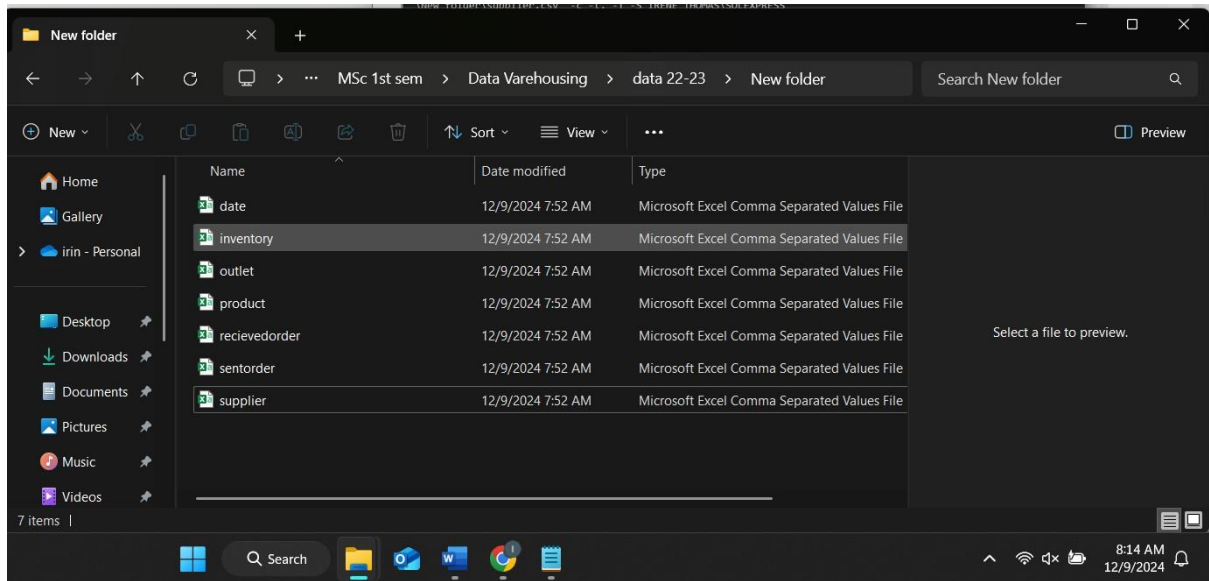 \New folder\supplier.csv -c -t, -T -S IRENE THOMAS\SQLEXPRESS
New folder
MSc 1st sem > Data Varehousing > data 22-23 > New folder
Search New folder
New
Sort
View
Preview
Name Date modified Type
Home
Gallery
irin - Personal
Desktop
Downloads
Documents
Pictures
Music
Videos
date 12/9/2024 7:52 AM Microsoft Excel Comma Separated Values File
inventory 12/9/2024 7:52 AM Microsoft Excel Comma Separated Values File
outlet 12/9/2024 7:52 AM Microsoft Excel Comma Separated Values File
product 12/9/2024 7:52 AM Microsoft Excel Comma Separated Values File
recievedorder 12/9/2024 7:52 AM Microsoft Excel Comma Separated Values File
sentorder 12/9/2024 7:52 AM Microsoft Excel Comma Separated Values File
supplier 12/9/2024 7:52 AM Microsoft Excel Comma Separated Values File
Select a file to preview.
7 items
Search
8:14 AM
12/9/2024